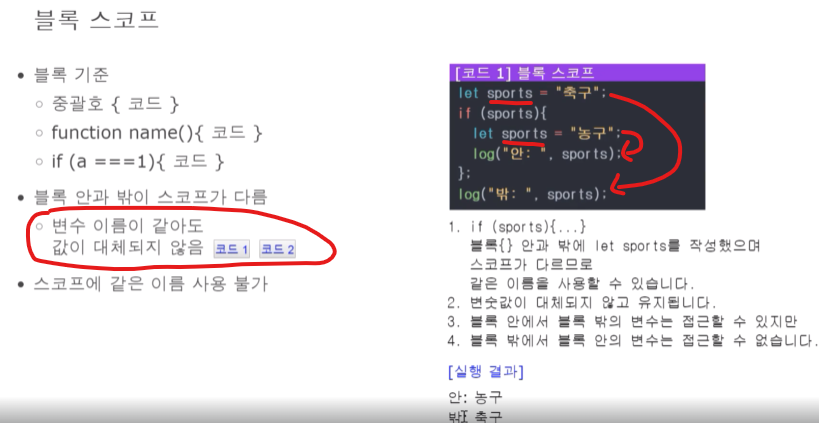 블록 스코프
• 블록 기준
○ 중괄호 { 코드 }
○ function name(){ 코드 }
○ if (a ===1){ 코드 }
• 블록 안과 밖이 스코프가 다름
○ 변수 이름이 같아도
값이 대체되지 않음 코드 1 코드 2
• 스코프에 같은 이름 사용 불가
[코드 1] 블록 스코프
let sports = "축구";
if (sports){
let sports = "농구";
log("안: ", sports);
};
log("밖: ", sports);
1. if (sports){...}
블록{} 안과 밖에 let sports를 작성했으며
스코프가 다르므로
같은 이름을 사용할 수 있습니다.
2. 변숫값이 대체되지 않고 유지됩니다.
3. 블록 안에서 블록 밖의 변수는 접근할 수 있지만
4. 블록 밖에서 블록 안의 변수는 접근할 수 없습니다.
[실행 결과]
안: 농구
밖: 축구